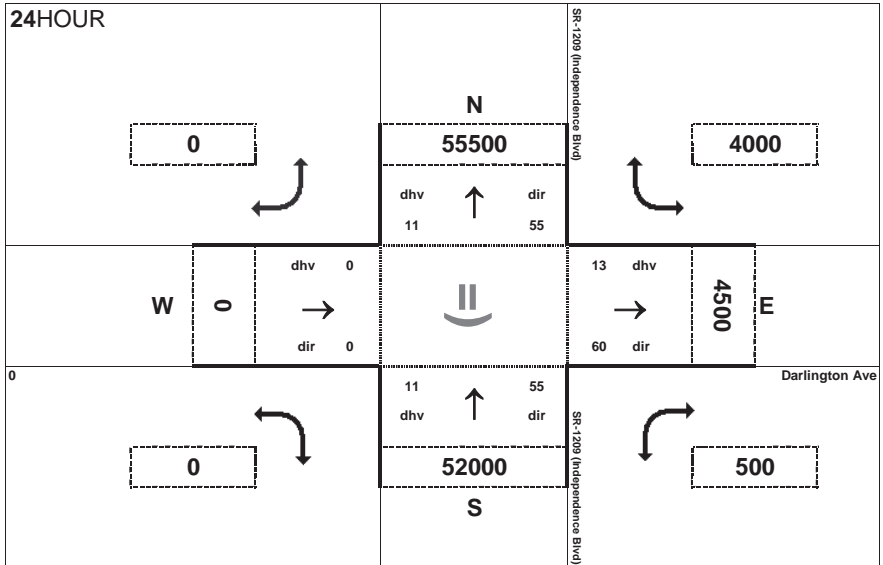 24HOUR
SR-1209 (Independence Blvd)
N
0
55500
4000
dhv
dir
11
55
dhv 0
13 dhv
W
0
4500
E
dir 0
60 dir
0
Darlington Ave
11
55
dhv
dir
SR-1209 (Independence Blvd)
0
52000
500
S